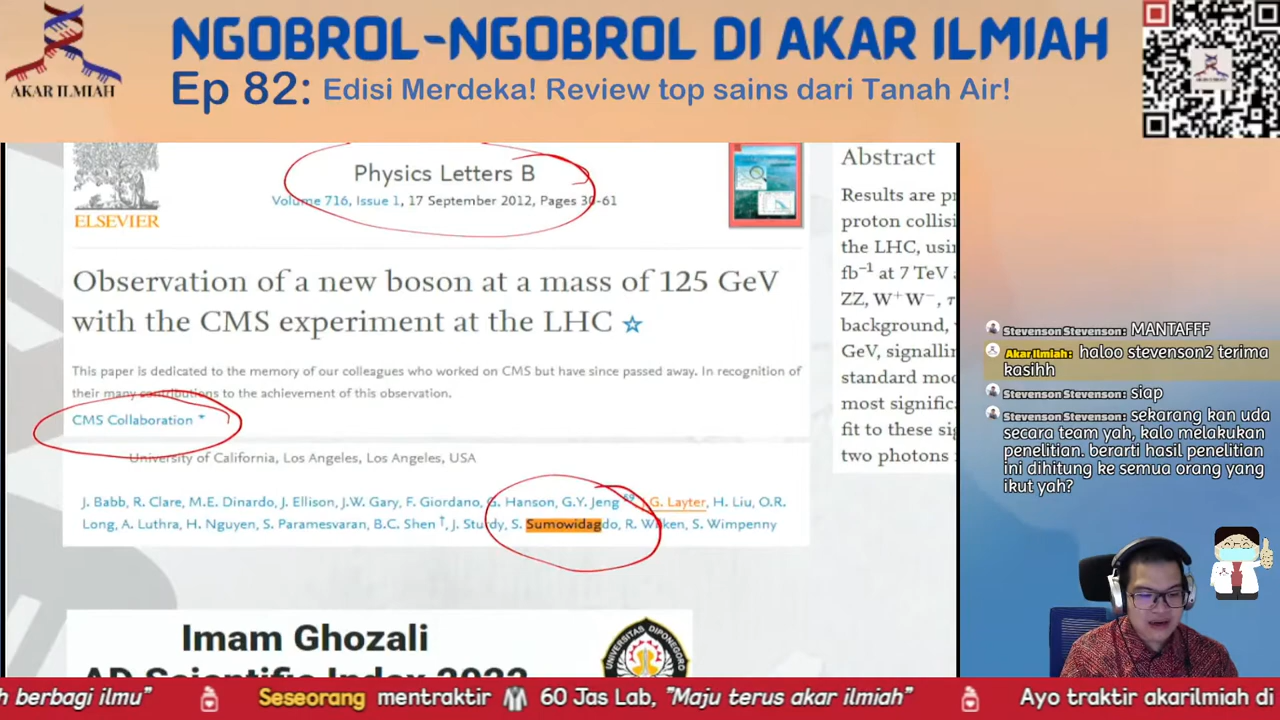 NGOBROL-NGOBROL DI AKAR ILMIAH
Ep 82: Edisi Merdeka! Review top sains dari Tanah Air!
AKAR ILMIAH
ELSEVIER
Physics Letters B
Volume 716, Issue 1, 17 September 2012, Pages 30-61
Observation of a new boson at a mass of 125 GeV
with the CMS experiment at the LHC ☆
This paper is dedicated to the memory of our colleagues who worked on CMS but have since passed away. In recognition of
their many contributions to the achievement of this observation.
CMS Collaboration
University of California, Los Angeles, Los Angeles, USA
J. Babb, R. Clare, M.E. Dinardo, J. Ellison, J.W. Gary, F. Giordano, G. Hanson, G.Y. Jeng, G. Layter, H. Liu, O.R.
Long, A. Luthra, H. Nguyen, S. Paramesvaran, B.C. Shen †, J. Sturdy, S. Sumowidagdo, R. Wilken, S. Wimpenny
Abstract
Results are pr
proton collisi
the LHC, usin
fb⁻¹ at 7 TeV
ZZ, W⁺W⁻, τ
background,
GeV, signallin
standard mod
most signific
fit to these si
two photons
Stevenson Stevenson: MANTAFFF
Akar Ilmiah: haloo stevenson2 terima
kasihh
Stevenson Stevenson: siap
Stevenson Stevenson: sekarang kan uda
secara team yah, kalo melakukan
penelitian. berarti hasil penelitian
ini dihitung ke semua orang yang
ikut yah?
Imam Ghozali
AD Scientific Index 2022
UNIVERSITAS DIPONEGORO
h berbagi ilmu" Seseorang mentraktir 60 Jas Lab, "Maju terus akar ilmiah" Ayo traktir akarilmiah di